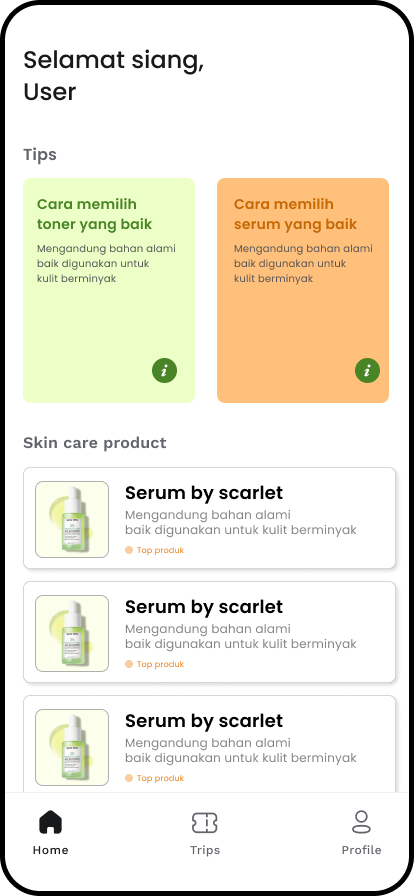 Selamat siang,
User
Tips
Cara memilih
toner yang baik
Mengandung bahan alami
baik digunakan untuk
kulit berminyak
i
Cara memilih
serum yang baik
Mengandung bahan alami
baik digunakan untuk
kulit berminyak
i
Skin care product
Serum by scarlet
Mengandung bahan alami
baik digunakan untuk kulit berminyak
Top produk
Serum by scarlet
Mengandung bahan alami
baik digunakan untuk kulit berminyak
Top produk
Serum by scarlet
Mengandung bahan alami
baik digunakan untuk kulit berminyak
Top produk
Home
Trips
Profile